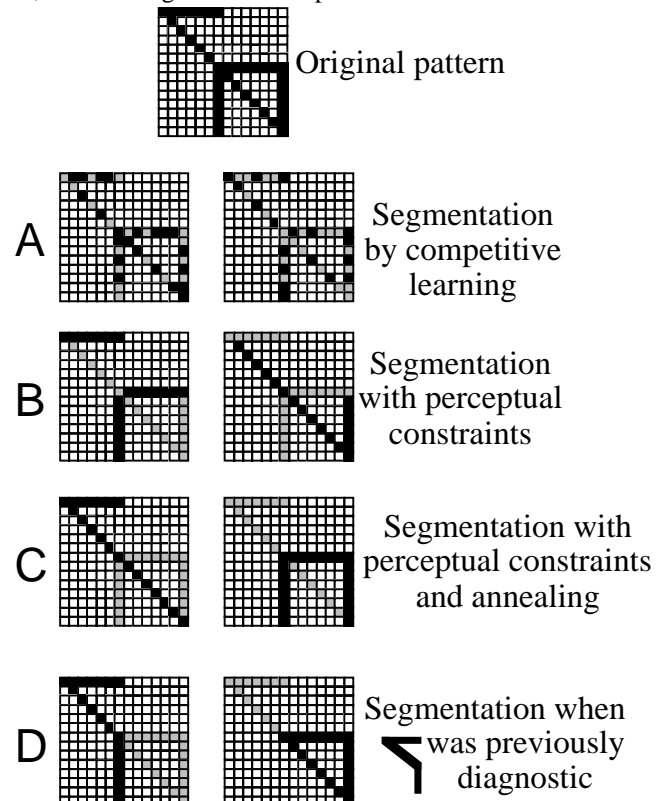 Original pattern
A
Segmentation
by competitive
learning
B
Segmentation
with perceptual
constraints
C
Segmentation with
perceptual constraints
and annealing
D
Segmentation when
was previously
diagnostic